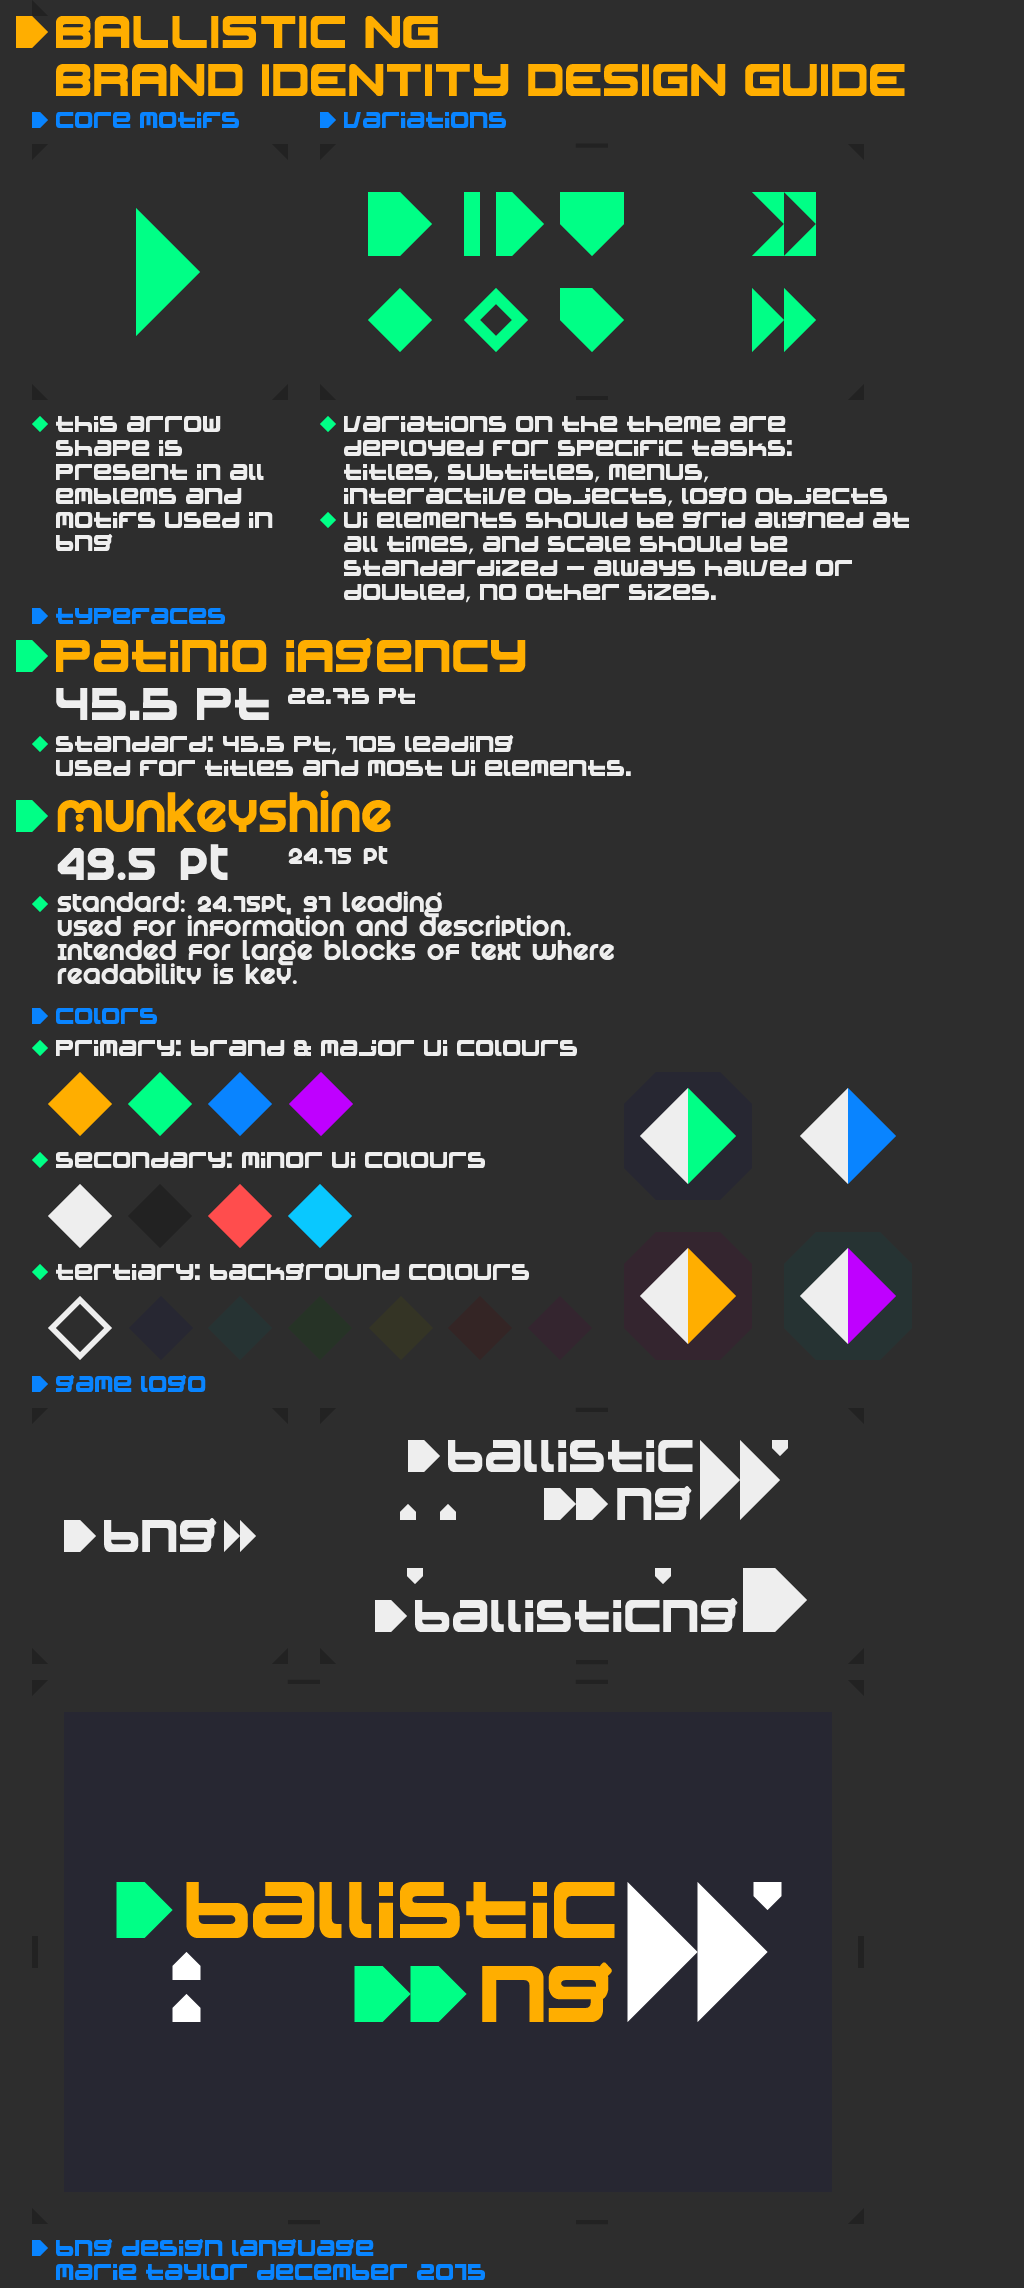 BALLISTIC NG
BRAND IDENTITY DESIGN GUIDE
core motifs
variations
this arrow
shape is
present in all
emblems and
motifs used in
bng
variations on the theme are
deployed for specific tasks:
titles, subtitles, menus,
interactive objects, logo objects
ui elements should be grid aligned at
all times, and scale should be
standardized - always halved or
doubled, no other sizes.
typefaces
patinio iAgency
45.5 pt 22.75 pt
standard: 45.5 pt, 105 leading
used for titles and most ui elements.
munkeyshine
49.5 pt 24.75 pt
standard: 24.75pt, 97 leading
used for information and description.
Intended for large blocks of text where
readability is key.
colors
primary: brand & major ui colours
secondary: minor ui colours
tertiary: background colours
game logo
ballistic
ng
bng
ballisticng
ballistic
ng
bng design language
marie taylor december 2015